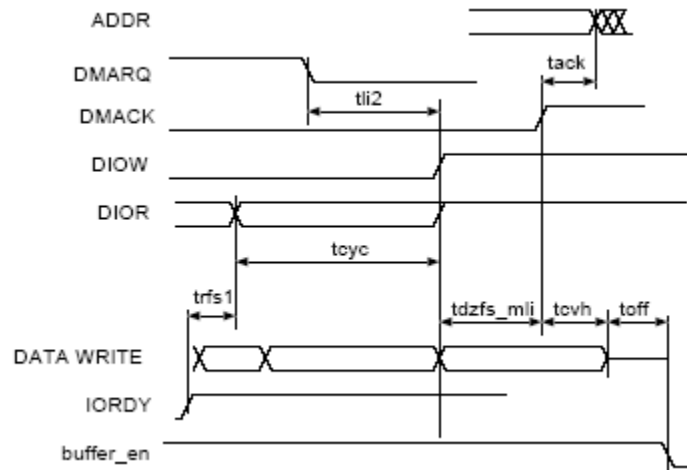 ADDR
DMARQ
tack
tli2
DMACK
DIOW
DIOR
tcyc
trfs1
tdzfs_mli
tcvh
toff
DATA WRITE
IORDY
buffer_en